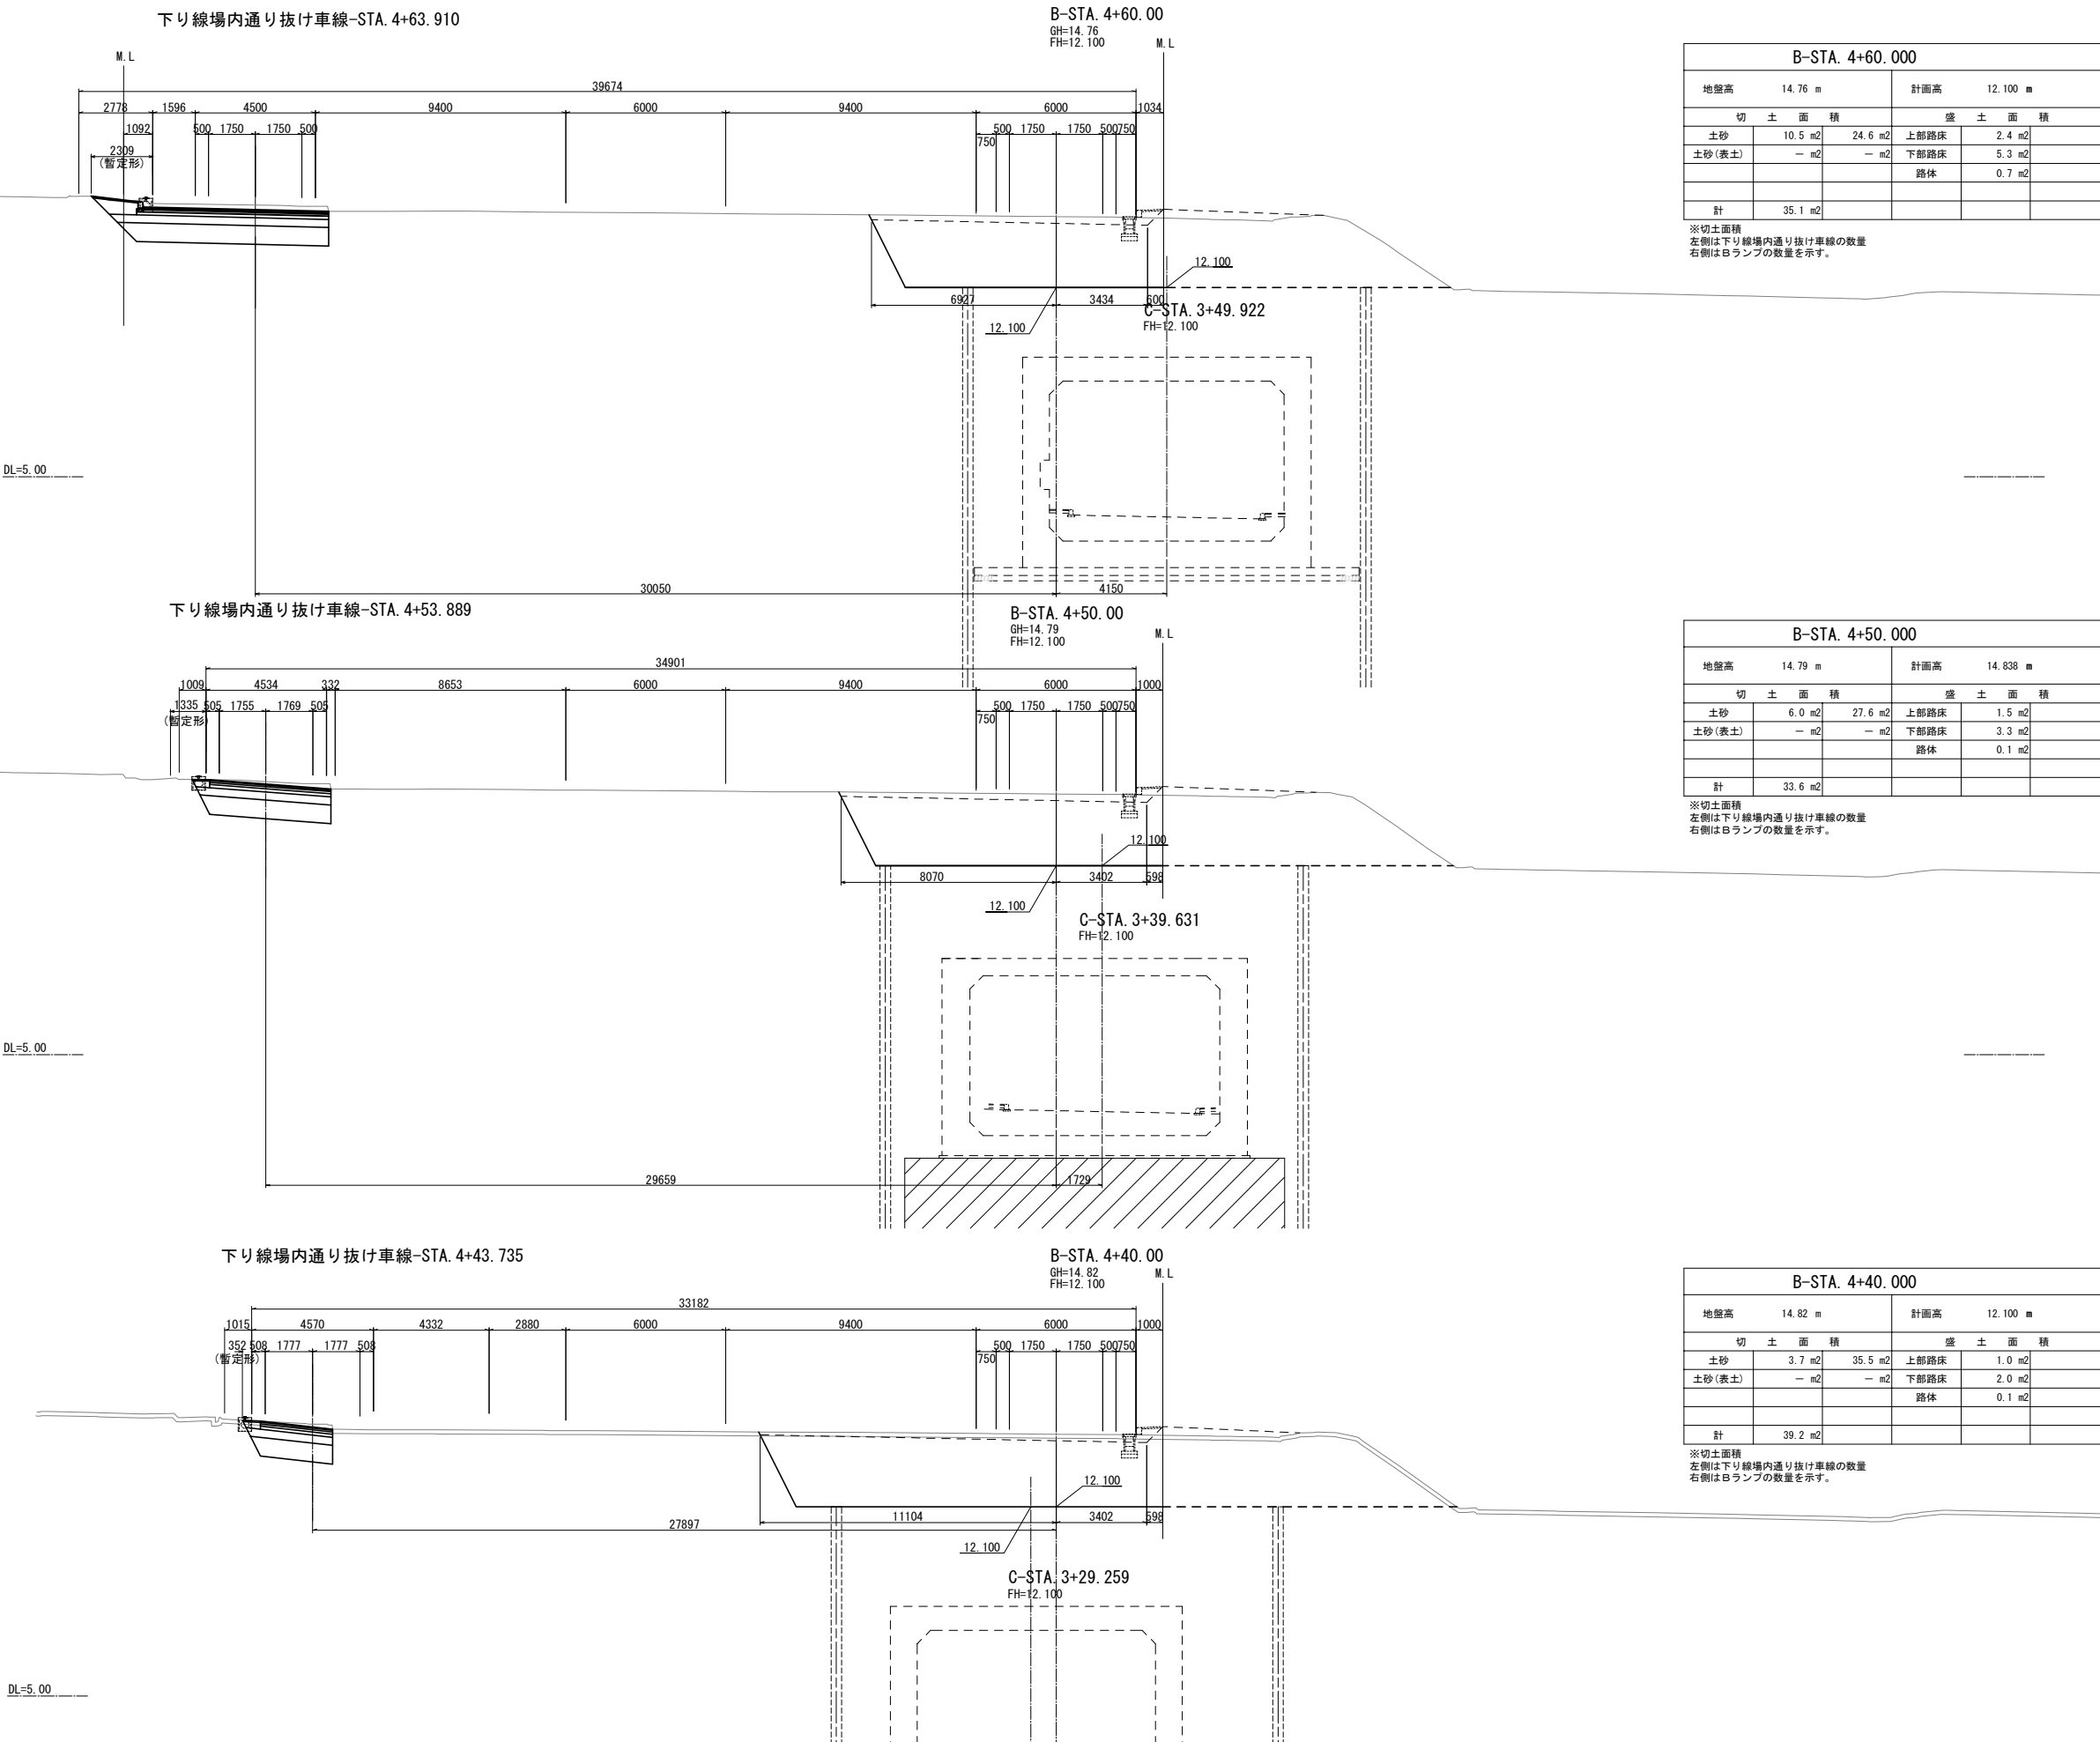 下り線場内通り抜け車線-STA.4+63.910
B-STA.4+60.00
GH=14.76
FH=12.100
M.L
M.L
39674
2778 1596 4500 9400 6000 9400 6000 1034
1092 500 1750 1750 500 500 1750 1750 500 750
750
2309
(暫定形)
12.100
6927 3434 600
C-STA.3+49.922
FH=12.100
12.100
DL=5.00
30050 4150
B-STA.4+60.000
地盤高 14.76 m 計画高 12.100 m
切土面積 盛土面積
土砂 10.5 m2 24.6 m2 上部路床 2.4 m2
土砂(表土) － m2 － m2 下部路床 5.3 m2
路体 0.7 m2
計 35.1 m2
※切土面積
左側は下り線場内通り抜け車線の数量
右側はBランプの数量を示す。
下り線場内通り抜け車線-STA.4+53.889
B-STA.4+50.00
GH=14.79
FH=12.100
M.L
34901
1009 4534 332 8653 6000 9400 6000 1000
1335 505 1755 1769 505 500 1750 1750 500 750
750
(暫定形)
12.100
8070 3402 598
12.100
C-STA.3+39.631
FH=12.100
DL=5.00
29659 1729
B-STA.4+50.000
地盤高 14.79 m 計画高 14.838 m
切土面積 盛土面積
土砂 6.0 m2 27.6 m2 上部路床 1.5 m2
土砂(表土) － m2 － m2 下部路床 3.3 m2
路体 0.1 m2
計 33.6 m2
※切土面積
左側は下り線場内通り抜け車線の数量
右側はBランプの数量を示す。
下り線場内通り抜け車線-STA.4+43.735
B-STA.4+40.00
GH=14.82
FH=12.100
M.L
33182
1015 4570 4332 2880 6000 9400 6000 1000
352 508 1777 1777 508 500 1750 1750 500 750
750
(暫定形)
12.100
11104 3402 598
27897
12.100
C-STA.3+29.259
FH=12.100
DL=5.00
B-STA.4+40.000
地盤高 14.82 m 計画高 12.100 m
切土面積 盛土面積
土砂 3.7 m2 35.5 m2 上部路床 1.0 m2
土砂(表土) － m2 － m2 下部路床 2.0 m2
路体 0.1 m2
計 39.2 m2
※切土面積
左側は下り線場内通り抜け車線の数量
右側はBランプの数量を示す。